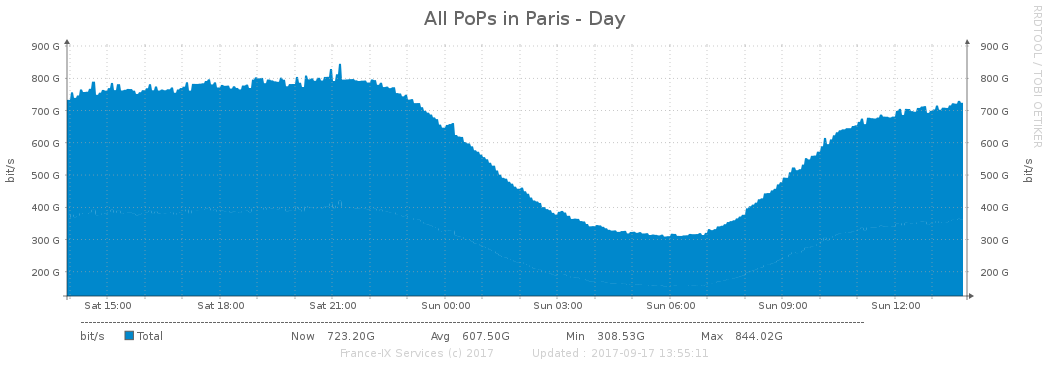 All PoPs in Paris - Day
RRDTOOL / TOBI OETIKER
900 G 900 G
800 G 800 G
700 G 700 G
600 G 600 G
500 G 500 G
400 G 400 G
300 G 300 G
200 G 200 G
bit/s bit/s
Sat 15:00 Sat 18:00 Sat 21:00 Sun 00:00 Sun 03:00 Sun 06:00 Sun 09:00 Sun 12:00
bit/s Total Now 723.20G Avg 607.50G Min 308.53G Max 844.02G
France-IX Services (c) 2017 Updated : 2017-09-17 13:55:11